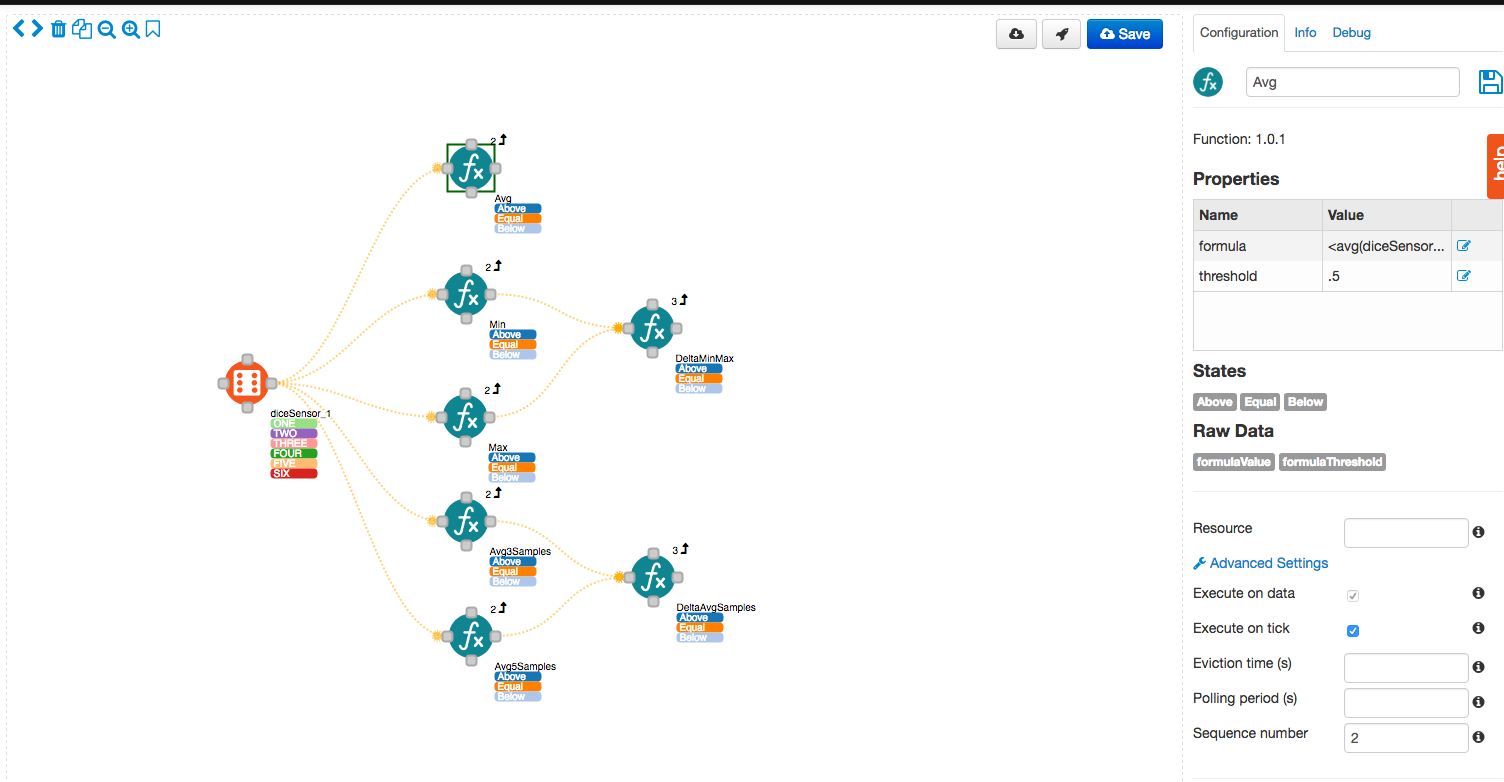 Save
2
Avg
Above
Equal
Below
2
Min
Above
Equal
Below
3
DeltaMinMax
Above
Equal
Below
diceSensor_1
ONE
TWO
THREE
FOUR
FIVE
SIX
2
Max
Above
Equal
Below
2
Avg3Samples
Above
Equal
Below
3
DeltaAvgSamples
Above
Equal
Below
2
Avg5Samples
Above
Equal
Below
Configuration Info Debug
fx Avg
Function: 1.0.1
help
Properties
Name Value
formula <avg(diceSensor...
threshold .5
States
Above Equal Below
Raw Data
formulaValue formulaThreshold
Resource
Advanced Settings
Execute on data
Execute on tick
Eviction time (s)
Polling period (s)
Sequence number 2